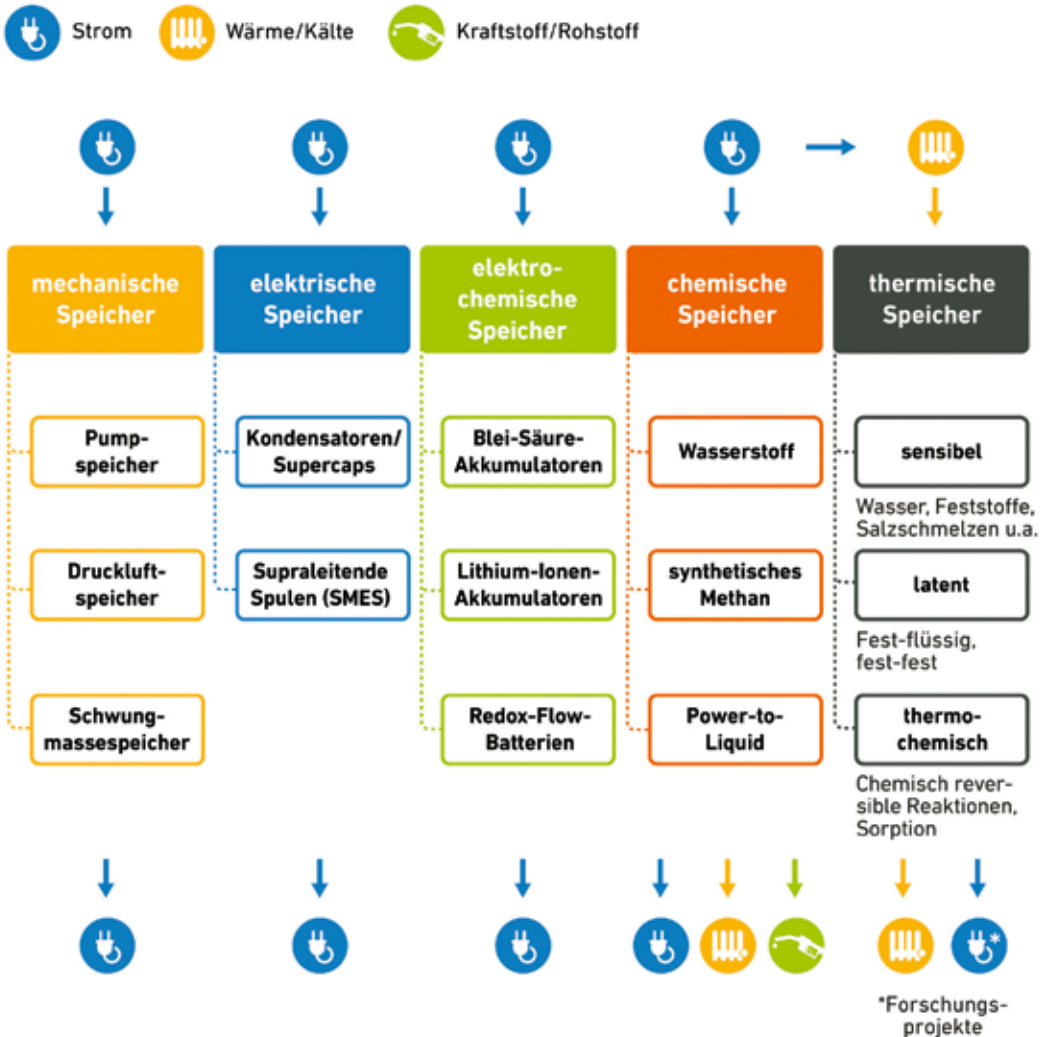 Strom
Wärme/Kälte
Kraftstoff/Rohstoff
mechanische
Speicher
Pump-
speicher
Druckluft-
speicher
Schwung-
massespeicher
elektrische
Speicher
Kondensatoren/
Supercaps
Supraleitende
Spulen (SMES)
elektro-
chemische
Speicher
Blei-Säure-
Akkumulatoren
Lithium-Ionen-
Akkumulatoren
Redox-Flow-
Batterien
chemische
Speicher
Wasserstoff
synthetisches
Methan
Power-to-
Liquid
thermische
Speicher
sensibel
Wasser, Feststoffe,
Salzschmelzen u.a.
latent
Fest-flüssig,
fest-fest
thermo-
chemisch
Chemisch rever-
sible Reaktionen,
Sorption
*
*Forschungs-
projekte